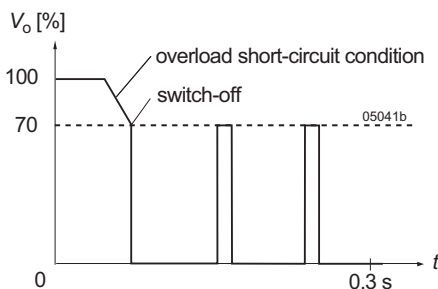 Vo [%]
overload short-circuit condition
100
switch-off
70
05041b
t
0
0.3 s